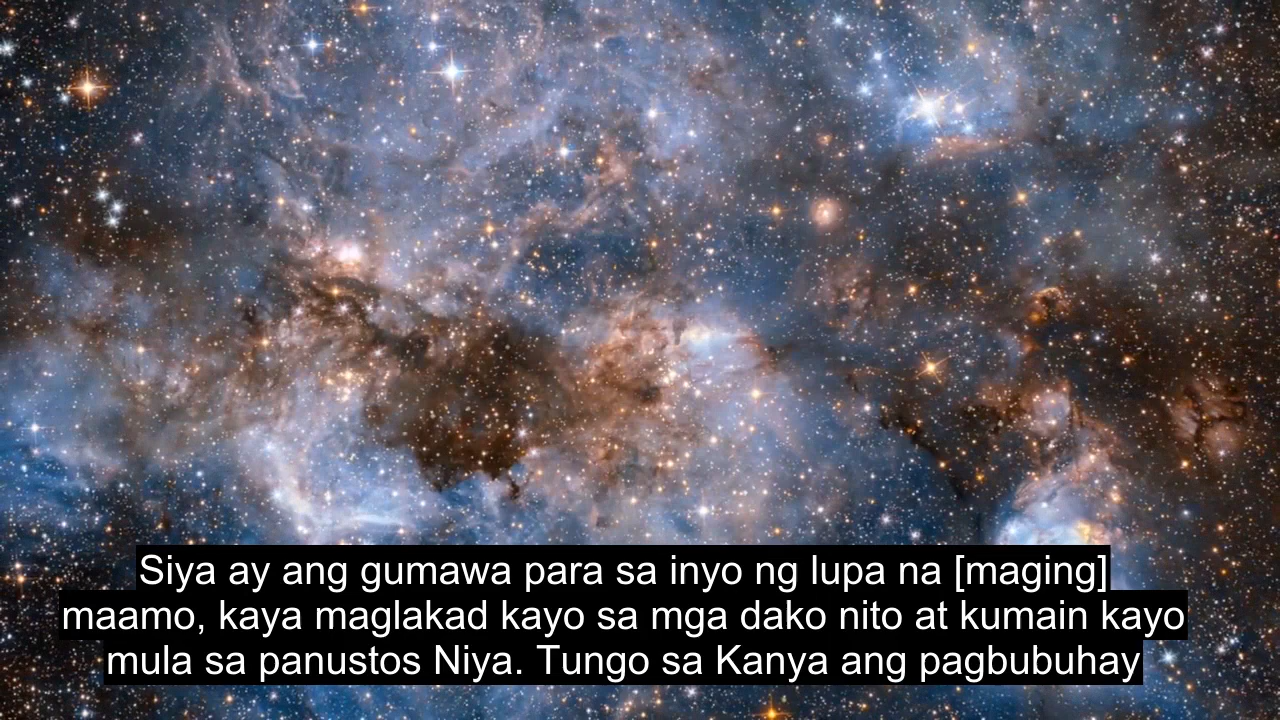 Siya ay ang gumawa para sa inyo ng lupa na [maging]
maamo, kaya maglakad kayo sa mga dako nito at kumain kayo
mula sa panustos Niya. Tungo sa Kanya ang pagbubuhay